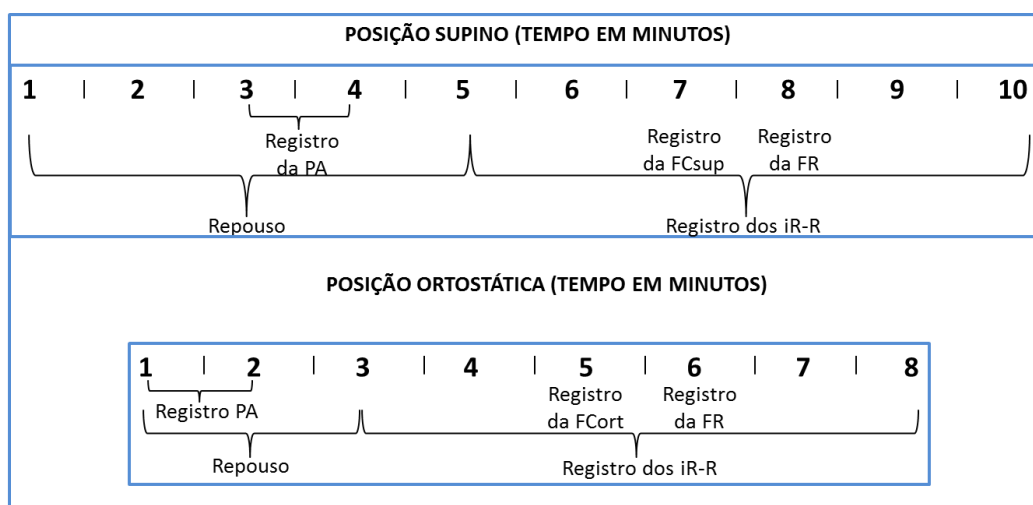 POSIÇÃO SUPINO (TEMPO EM MINUTOS)
1 | 2 | 3 | 4 | 5 | 6 | 7 | 8 | 9 | 10
Registro da PA
Registro da FCsup
Registro da FR
Repouso
Registro dos iR-R
POSIÇÃO ORTOSTÁTICA (TEMPO EM MINUTOS)
1 | 2 | 3 | 4 | 5 | 6 | 7 | 8
Registro PA
Registro da FCort
Registro da FR
Repouso
Registro dos iR-R